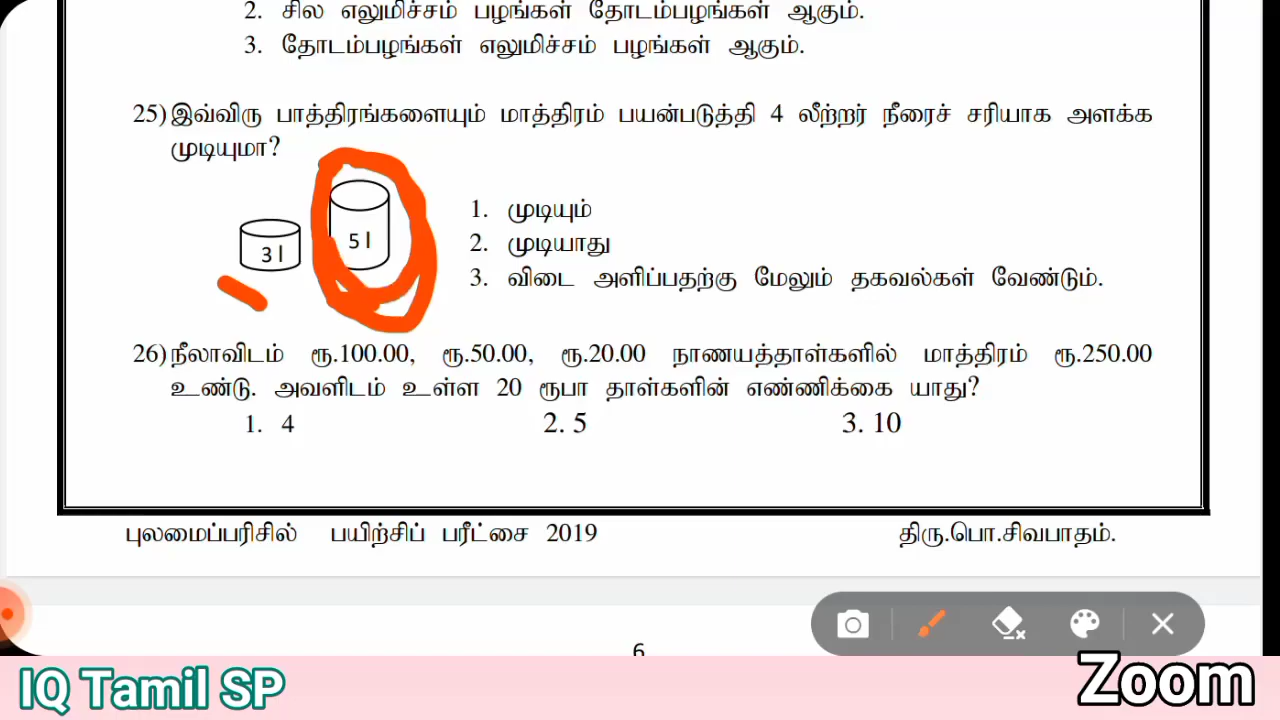 2. சில எலுமிச்சம் பழங்கள் தோடம்பழங்கள் ஆகும்.
3. தோடம்பழங்கள் எலுமிச்சம் பழங்கள் ஆகும்.
25) இவ்விரு பாத்திரங்களையும் மாத்திரம் பயன்படுத்தி 4 லீற்றர் நீரைச் சரியாக அளக்க
முடியுமா?
3 l
5 l
1. முடியும்
2. முடியாது
3. விடை அளிப்பதற்கு மேலும் தகவல்கள் வேண்டும்.
26) நீலாவிடம் ரூ.100.00, ரூ.50.00, ரூ.20.00 நாணயத்தாள்களில் மாத்திரம் ரூ.250.00
உண்டு. அவளிடம் உள்ள 20 ரூபா தாள்களின் எண்ணிக்கை யாது?
1. 4 2. 5 3. 10
புலமைப்பரிசில் பயிற்சிப் பரீட்சை 2019 திரு.பொ.சிவபாதம்.
6
IQ Tamil SP
Zoom